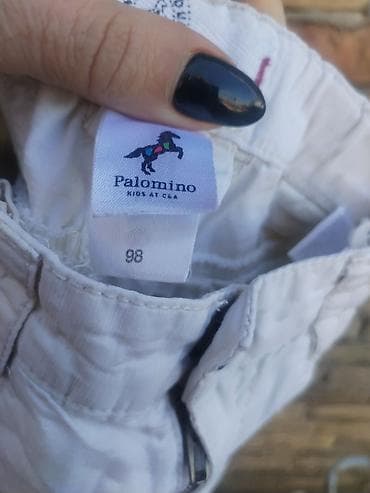 Palomino
KIDS AT C&A
98